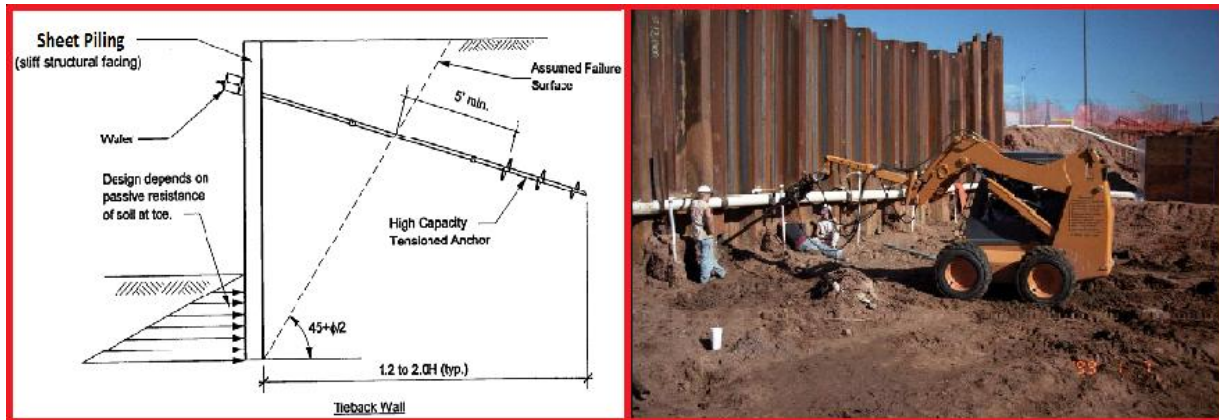 Sheet Piling
(stiff structural facing)
Assumed Failure
Surface
5' min.
Waler
Design depends on
passive resistance
of soil at toe.
High Capacity
Tensioned Anchor
45+ϕ/2
1.2 to 2.0H (typ.)
Tieback Wall